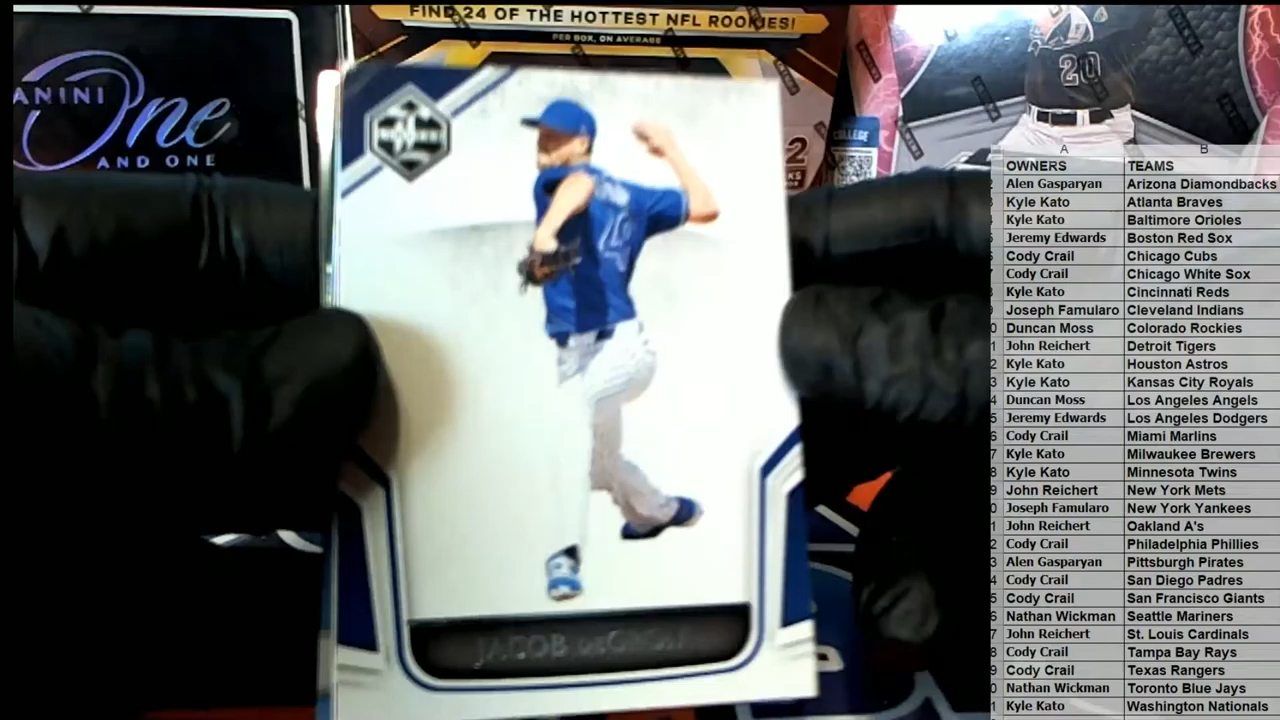 FIND 24 OF THE HOTTEST NFL ROOKIES!
PER BOX, ON AVERAGE
ANINI One
AND ONE
20
COLLEGE
2
JACOB deGROM
A B
OWNERS TEAMS
Alen Gasparyan Arizona Diamondbacks
Kyle Kato Atlanta Braves
Kyle Kato Baltimore Orioles
Jeremy Edwards Boston Red Sox
Cody Crail Chicago Cubs
Cody Crail Chicago White Sox
Kyle Kato Cincinnati Reds
Joseph Famularo Cleveland Indians
Duncan Moss Colorado Rockies
John Reichert Detroit Tigers
Kyle Kato Houston Astros
Kyle Kato Kansas City Royals
Duncan Moss Los Angeles Angels
Jeremy Edwards Los Angeles Dodgers
Cody Crail Miami Marlins
Kyle Kato Milwaukee Brewers
Kyle Kato Minnesota Twins
John Reichert New York Mets
Joseph Famularo New York Yankees
John Reichert Oakland A's
Cody Crail Philadelphia Phillies
Alen Gasparyan Pittsburgh Pirates
Cody Crail San Diego Padres
Cody Crail San Francisco Giants
Nathan Wickman Seattle Mariners
John Reichert St. Louis Cardinals
Cody Crail Tampa Bay Rays
Cody Crail Texas Rangers
Nathan Wickman Toronto Blue Jays
Kyle Kato Washington Nationals